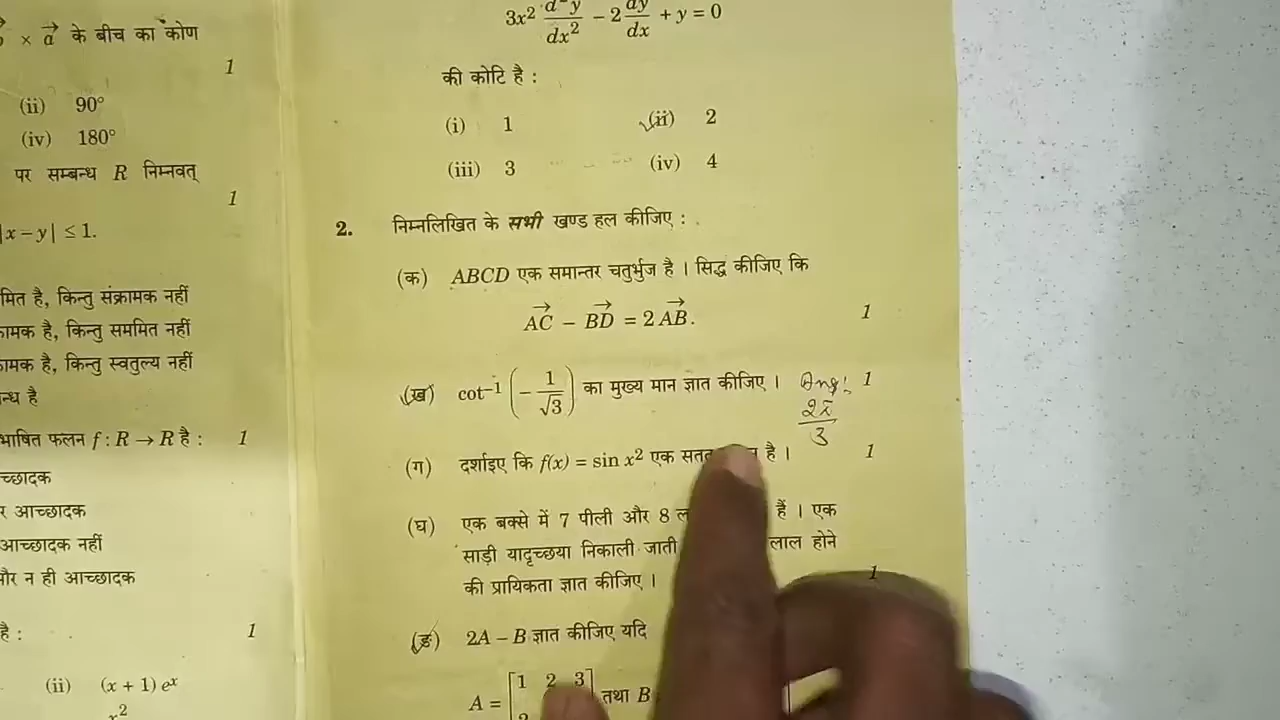 × a⃗ के बीच का कोण
1
(ii) 90°
(iv) 180°
पर सम्बन्ध R निम्नवत्
1
|x – y| ≤ 1.
मित है, किन्तु संक्रामक नहीं
क्रामक है, किन्तु सममित नहीं
क्रामक है, किन्तु स्वतुल्य नहीं
न्ध है
भाषित फलन f : R → R है : 1
च्छादक
र आच्छादक
आच्छादक नहीं
और न ही आच्छादक
है : 1
(ii) (x + 1) eˣ
x²
3x² d²y/dx² – 2 dy/dx + y = 0
की कोटि है :
(i) 1 (ii) 2
(iii) 3 (iv) 4
2. निम्नलिखित के सभी खण्ड हल कीजिए :
(क) ABCD एक समान्तर चतुर्भुज है । सिद्ध कीजिए कि
AC⃗ – BD⃗ = 2 AB⃗. 1
(ख) cot⁻¹ (– 1/√3) का मुख्य मान ज्ञात कीजिए । Ans: 2π/3 1
(ग) दर्शाइए कि f(x) = sin x² एक है । 1
(घ) एक बक्से में 7 पीली और 8 हैं । एक
साड़ी यादृच्छया निकाली जाती लाल होने
की प्रायिकता ज्ञात कीजिए । 1
(ङ) 2A – B ज्ञात कीजिए यदि
A = [1 2 3 तथा B